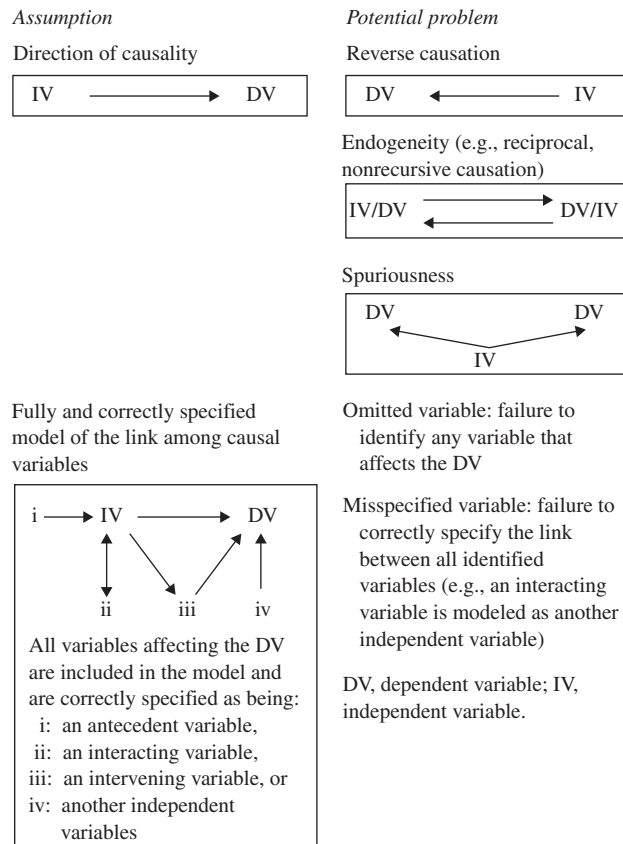 Assumption
Direction of causality
IV DV
Potential problem
Reverse causation
DV IV
Endogeneity (e.g., reciprocal,
nonrecursive causation)
IV/DV DV/IV
Spuriousness
DV DV
IV
Fully and correctly specified
model of the link among causal
variables
i IV DV
ii iii iv
All variables affecting the DV
are included in the model and
are correctly specified as being:
i: an antecedent variable,
ii: an interacting variable,
iii: an intervening variable, or
iv: another independent
variables
Omitted variable: failure to
identify any variable that
affects the DV
Misspecified variable: failure to
correctly specify the link
between all identified
variables (e.g., an interacting
variable is modeled as another
independent variable)
DV, dependent variable; IV,
independent variable.